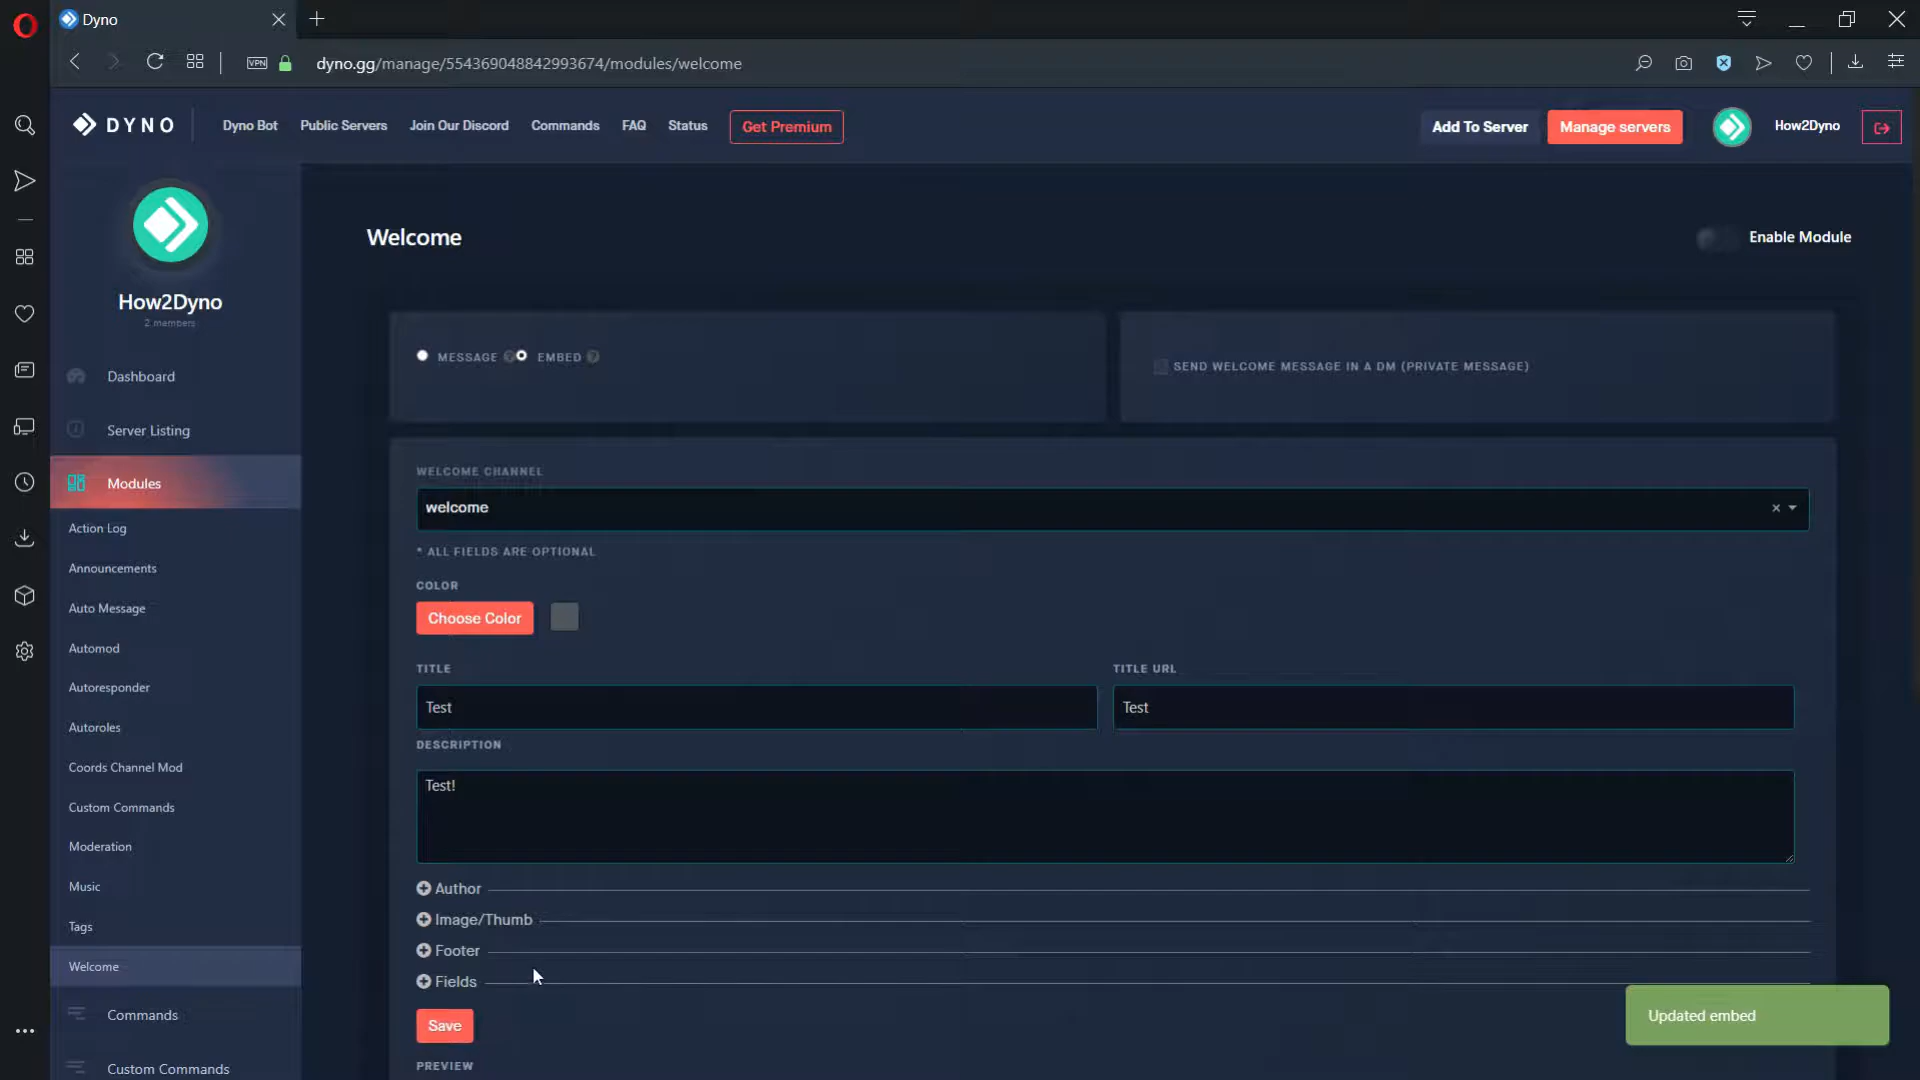 Dyno
VPN
dyno.gg/manage/554369048842993674/modules/welcome
DYNO
Dyno Bot
Public Servers
Join Our Discord
Commands
FAQ
Status
Get Premium
Add To Server
Manage servers
How2Dyno
How2Dyno
2 members
Dashboard
Server Listing
Modules
Action Log
Announcements
Auto Message
Automod
Autoresponder
Autoroles
Coords Channel Mod
Custom Commands
Moderation
Music
Tags
Welcome
Commands
Custom Commands
Welcome
Enable Module
MESSAGE ? EMBED ?
SEND WELCOME MESSAGE IN A DM (PRIVATE MESSAGE)
WELCOME CHANNEL
welcome
* ALL FIELDS ARE OPTIONAL
COLOR
Choose Color
TITLE
TITLE URL
Test
Test
DESCRIPTION
Test!
Author
Image/Thumb
Footer
Fields
Save
Updated embed
PREVIEW